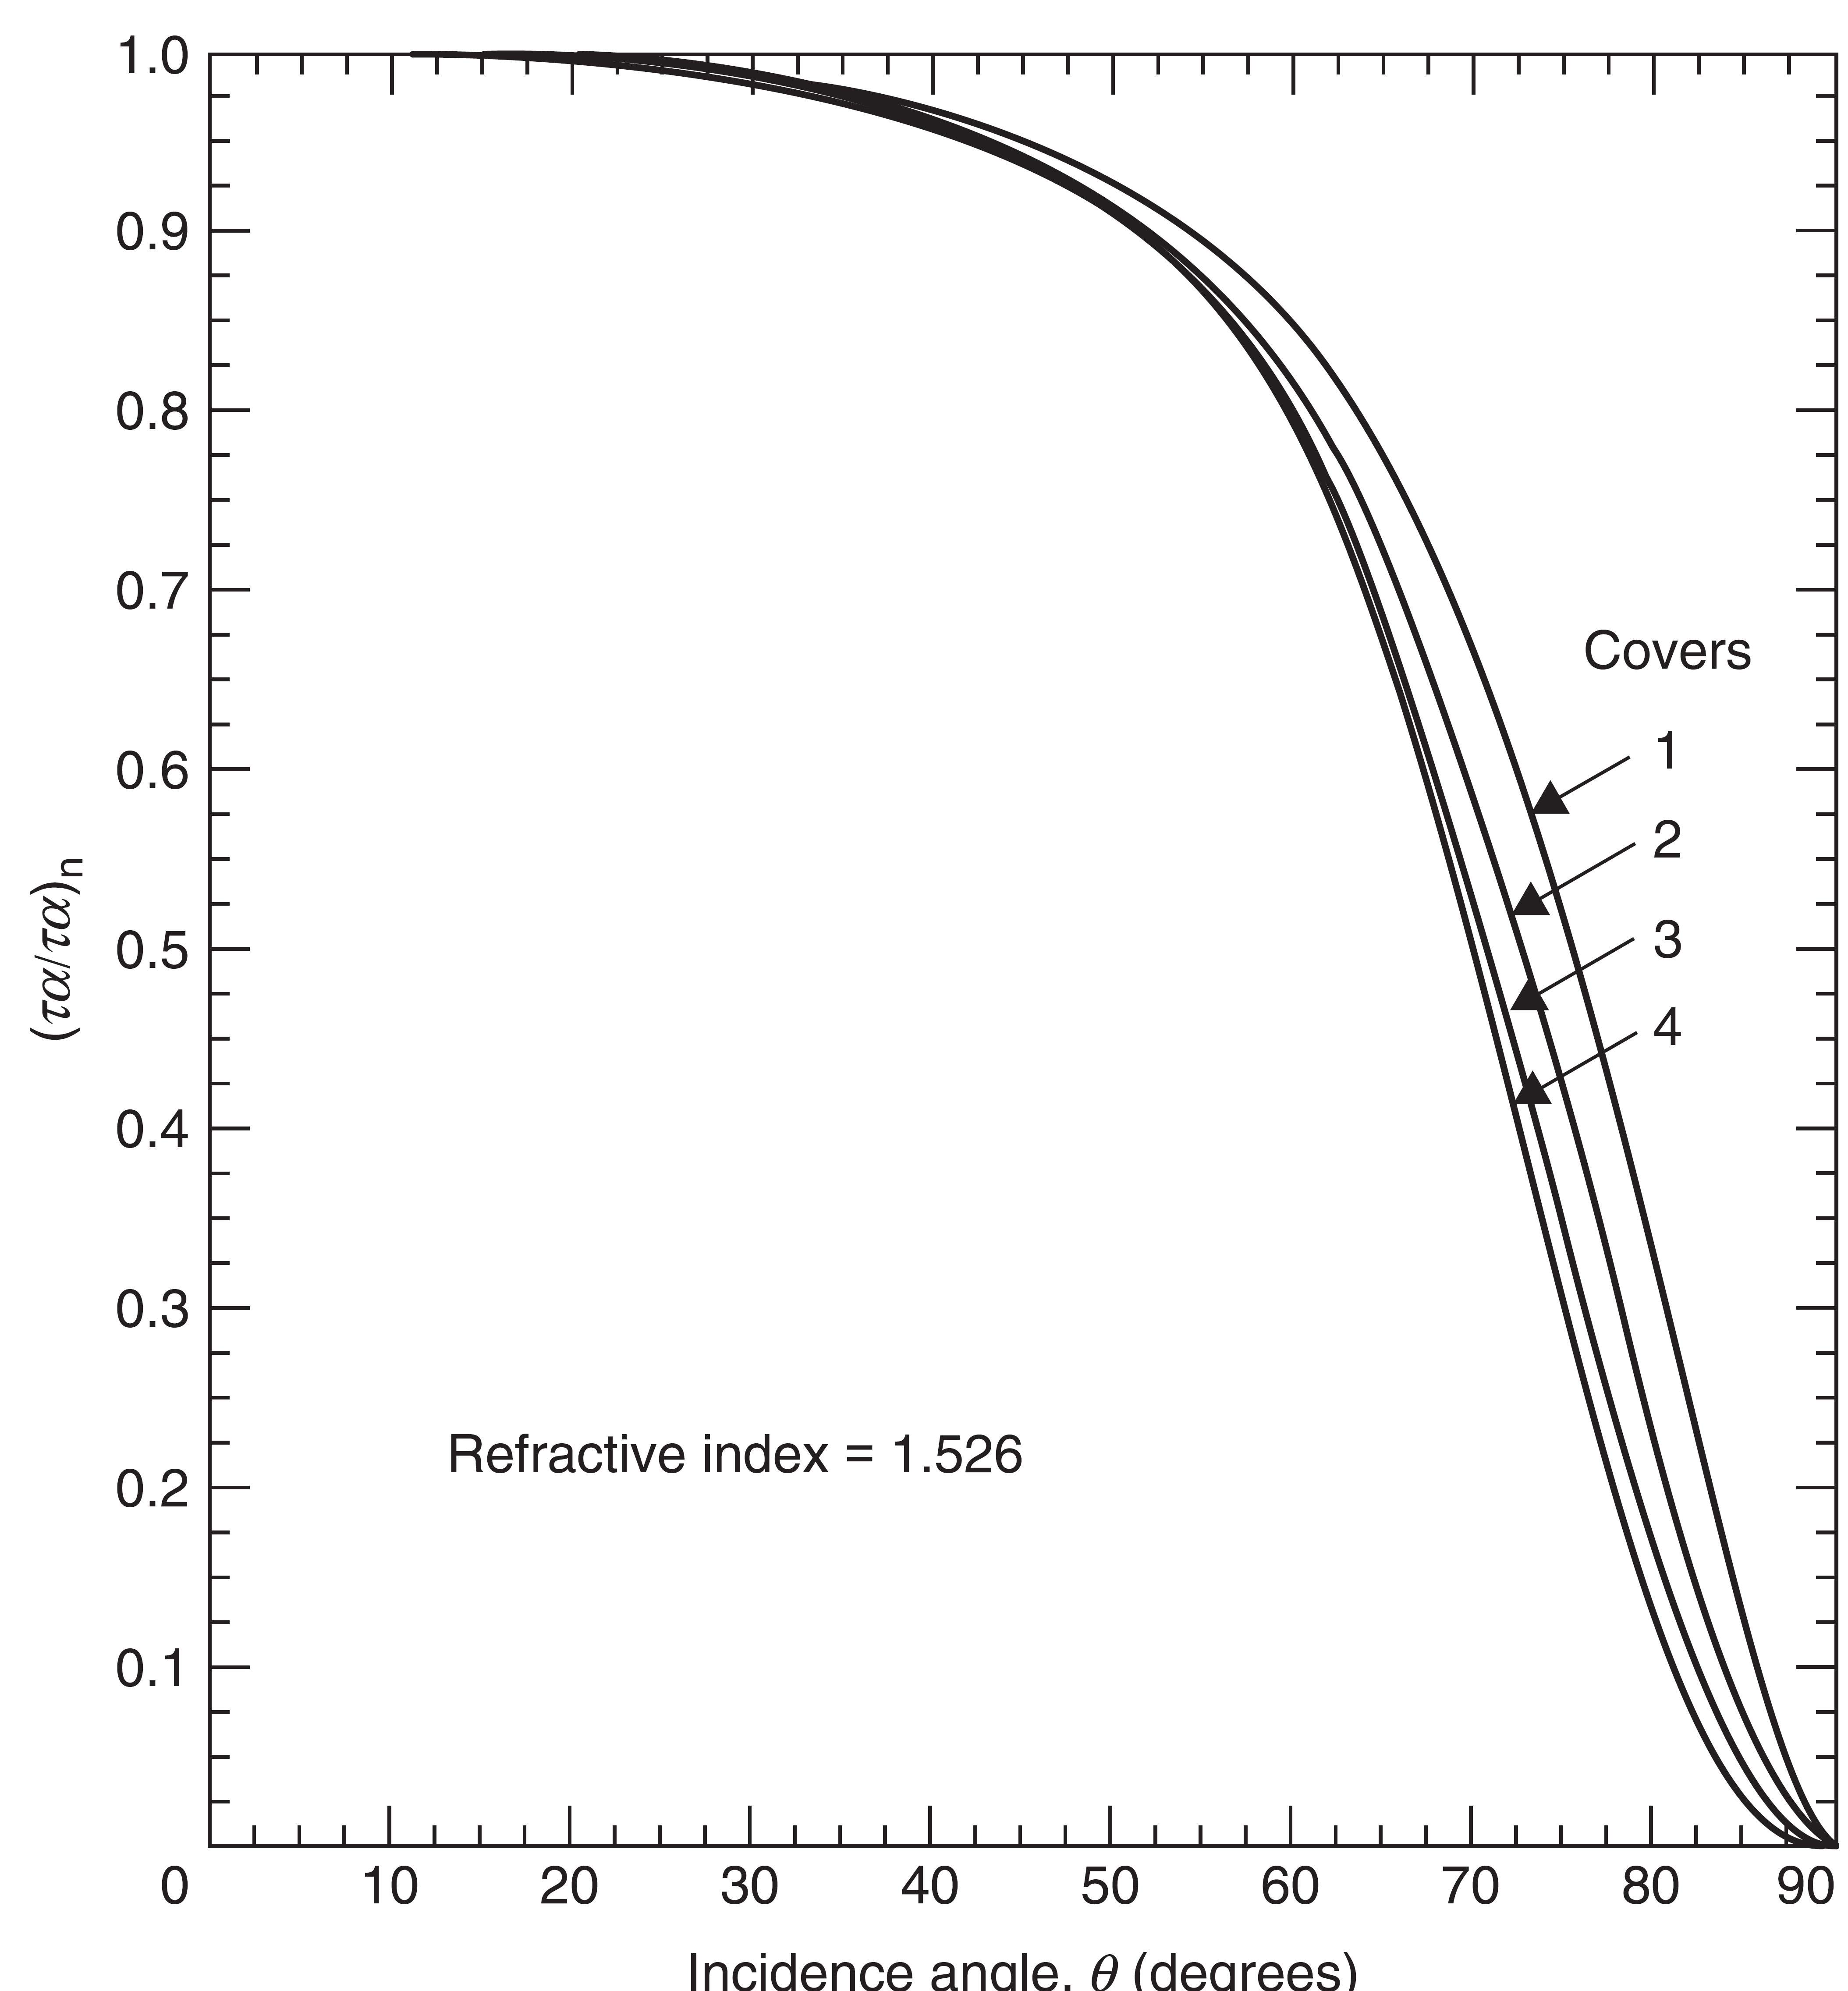 1.0
0.9
0.8
0.7
0.6
0.5
0.4
0.3
0.2
0.1
0 10 20 30 40 50 60 70 80 90
(τα/τα)n
Covers
1
2
3
4
Refractive index = 1.526
Incidence angle, θ (degrees)